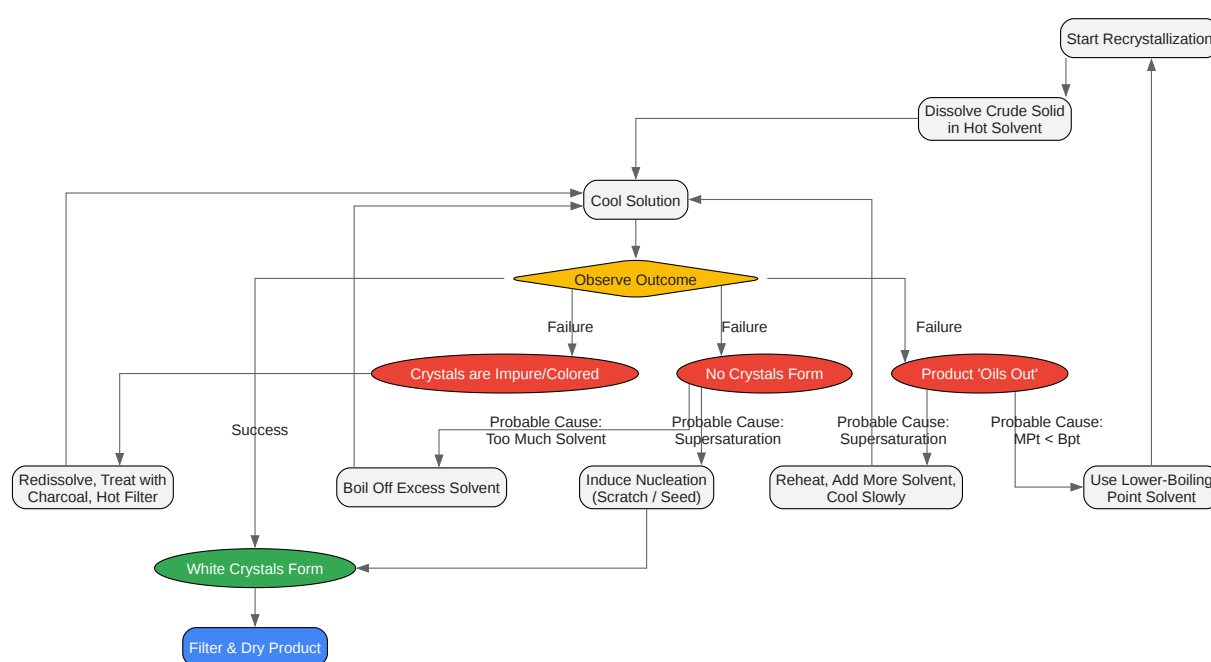 Start Recrystallization
Dissolve Crude Solid
in Hot Solvent
Cool Solution
Observe Outcome
Failure
Failure
Failure
Crystals are Impure/Colored
No Crystals Form
Product 'Oils Out'
Success
Probable Cause:
Too Much Solvent
Probable Cause:
Supersaturation
Probable Cause:
Supersaturation
Probable Cause:
MPt < Bpt
Redissolve, Treat with
Charcoal, Hot Filter
Boil Off Excess Solvent
Induce Nucleation
(Scratch / Seed)
Reheat, Add More Solvent,
Cool Slowly
Use Lower-Boiling
Point Solvent
White Crystals Form
Filter & Dry Product